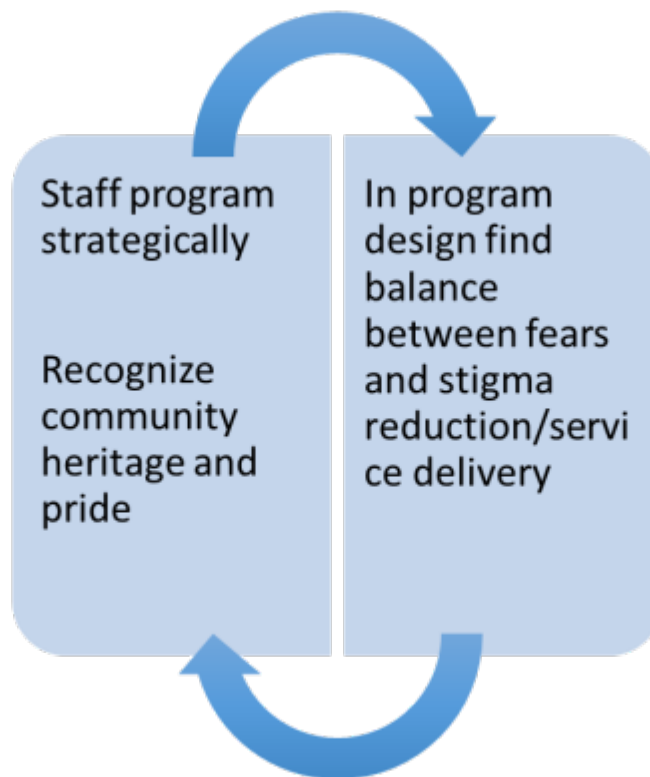 Staff program
strategically
Recognize
community
heritage and
pride
In program
design find
balance
between fears
and stigma
reduction/servi
ce delivery